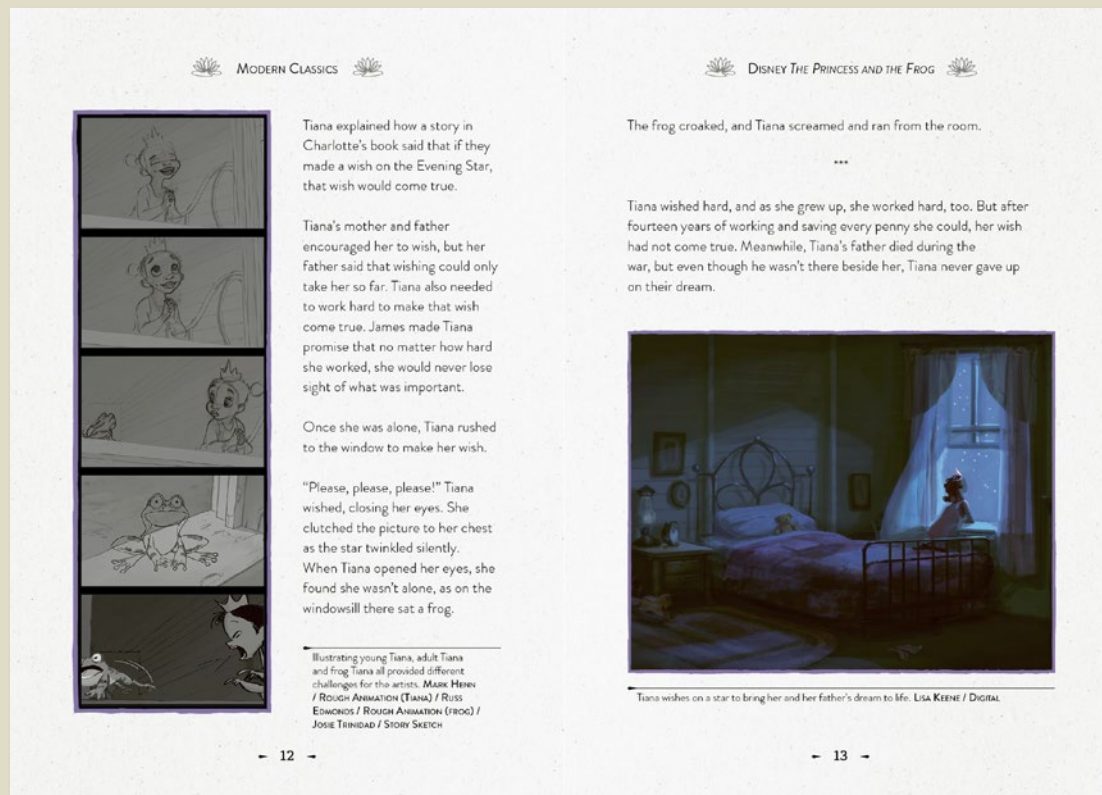 MODERN CLASSICS
Tiana explained how a story in
Charlotte's book said that if they
made a wish on the Evening Star,
that wish would come true.
Tiana's mother and father
encouraged her to wish, but her
father said that wishing could only
take her so far. Tiana also needed
to work hard to make that wish
come true. James made Tiana
promise that no matter how hard
she worked, she would never lose
sight of what was important.
Once she was alone, Tiana rushed
to the window to make her wish.
“Please, please, please!” Tiana
wished, closing her eyes. She
clutched the picture to her chest
as the star twinkled silently.
When Tiana opened her eyes, she
found she wasn't alone, as on the
windowsill there sat a frog.
Illustrating young Tiana, adult Tiana
and frog Tiana all provided different
challenges for the artists. MARK HENN
/ ROUGH ANIMATION (TIANA) / RUSS
EDMONDS / ROUGH ANIMATION (FROG) /
JOSIE TRINIDAD / STORY SKETCH
12
DISNEY THE PRINCESS AND THE FROG
The frog croaked, and Tiana screamed and ran from the room.
***
Tiana wished hard, and as she grew up, she worked hard, too. But after
fourteen years of working and saving every penny she could, her wish
had not come true. Meanwhile, Tiana's father died during the
war, but even though he wasn't there beside her, Tiana never gave up
on their dream.
Tiana wishes on a star to bring her and her father's dream to life. LISA KEENE / DIGITAL
13